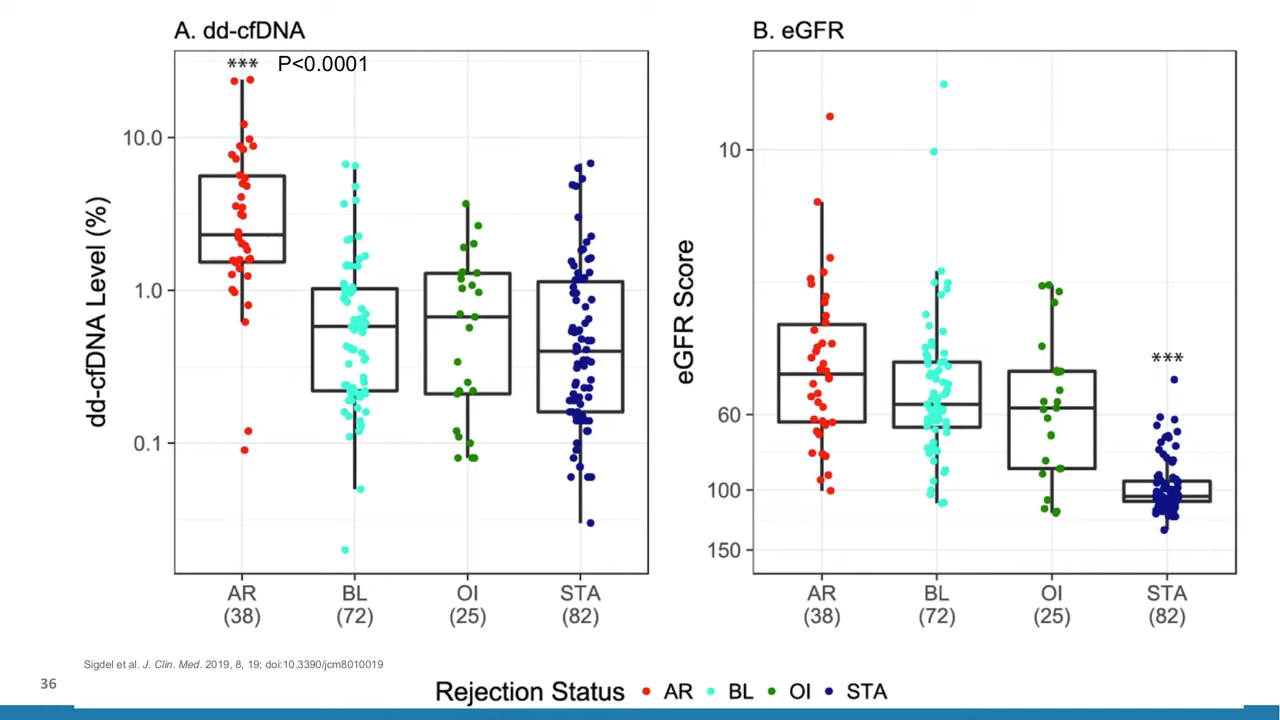 A. dd-cfDNA
*** P<0.0001
10.0
1.0
0.1
dd-cfDNA Level (%)
AR BL OI STA
(38) (72) (25) (82)
B. eGFR
10
60
100
150
eGFR Score
***
AR BL OI STA
(38) (72) (25) (82)
Sigdel et al. J. Clin. Med. 2019, 8, 19; doi:10.3390/jcm8010019
36
Rejection Status AR BL OI STA